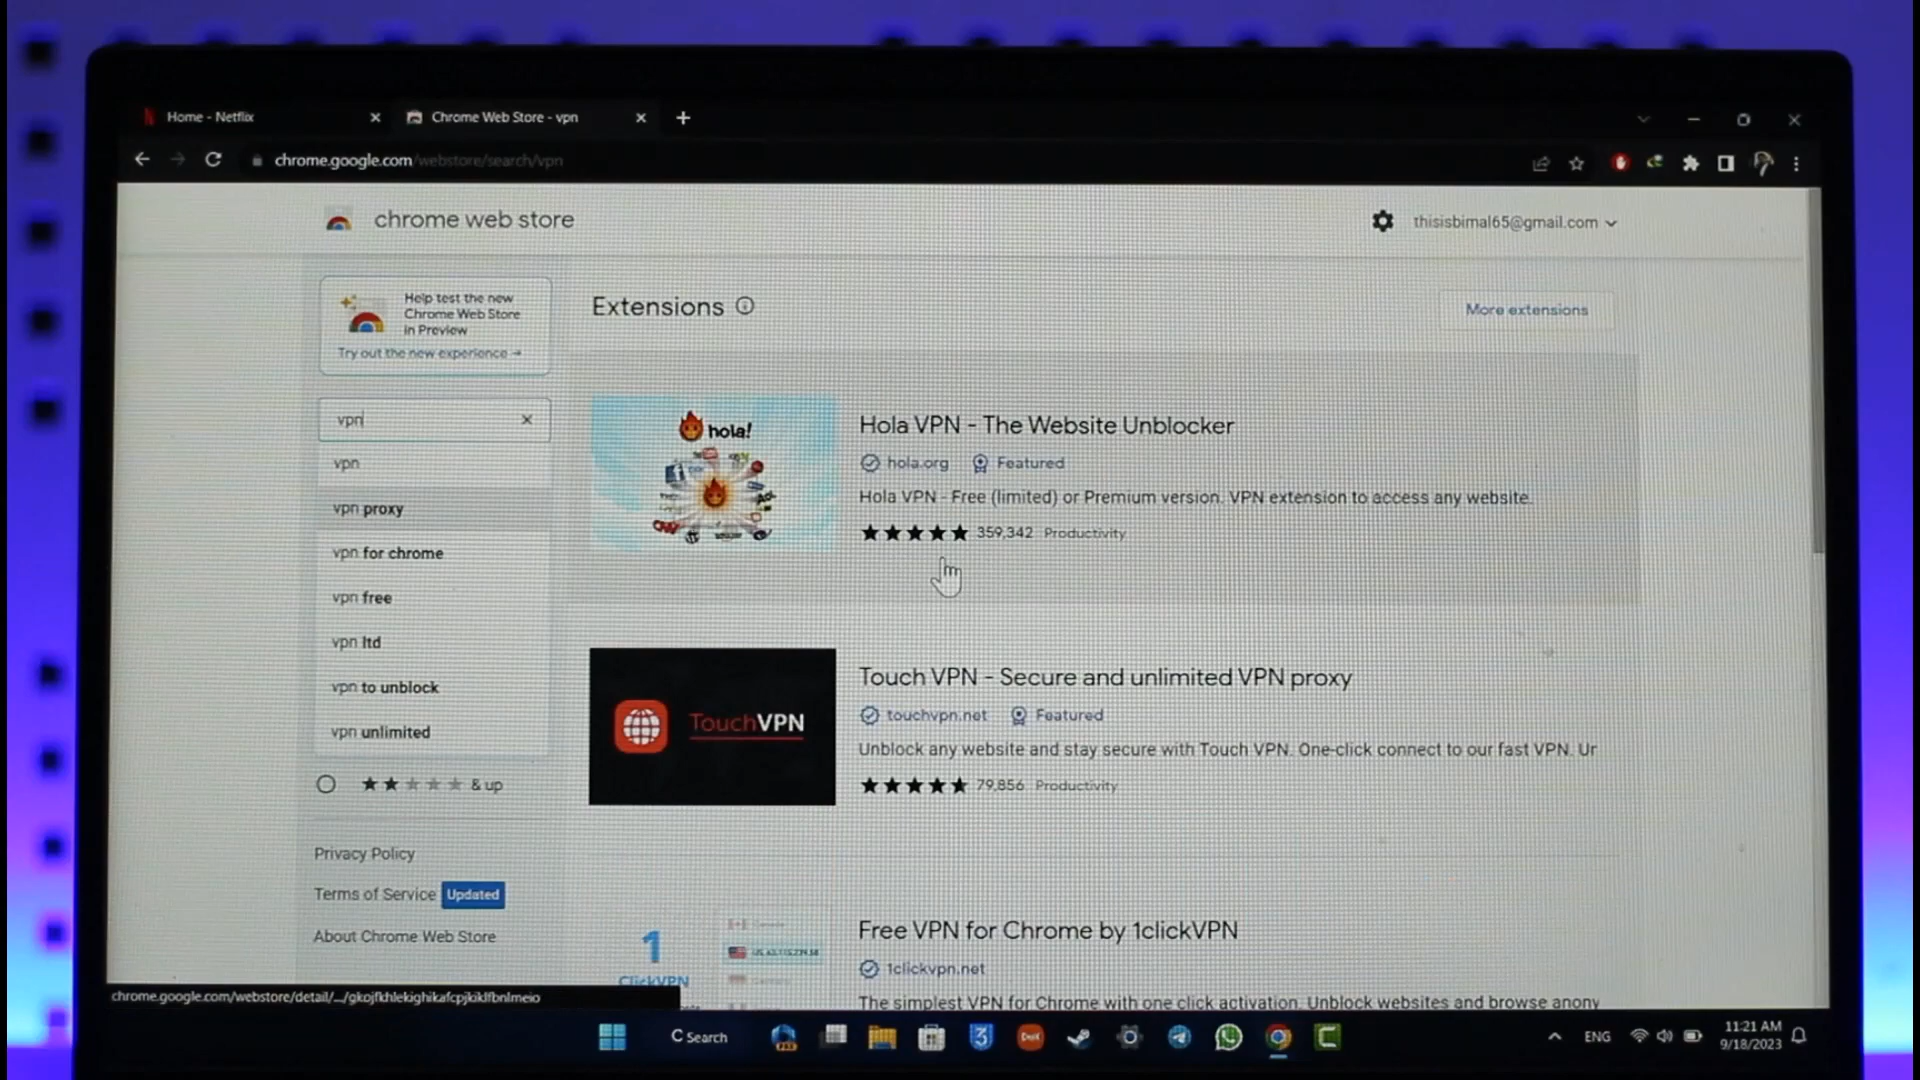 Home - Netflix
Chrome Web Store - vpn
chrome.google.com/webstore/search/vpn
chrome web store
thisisbimal65@gmail.com
Help test the new
Chrome Web Store
in Preview
Try out the new experience →
Extensions
More extensions
vpn
vpn
vpn proxy
vpn for chrome
vpn free
vpn ltd
vpn to unblock
vpn unlimited
& up
Privacy Policy
Terms of Service Updated
About Chrome Web Store
hola!
Hola VPN - The Website Unblocker
hola.org Featured
Hola VPN - Free (limited) or Premium version. VPN extension to access any website.
359,342 Productivity
TouchVPN
Touch VPN - Secure and unlimited VPN proxy
touchvpn.net Featured
Unblock any website and stay secure with Touch VPN. One-click connect to our fast VPN. Ur
79,856 Productivity
1
ClickVPN
Free VPN for Chrome by 1clickVPN
1clickvpn.net
The simplest VPN for Chrome with one click activation. Unblock websites and browse anony
Search
ENG
11:21 AM
9/18/2023